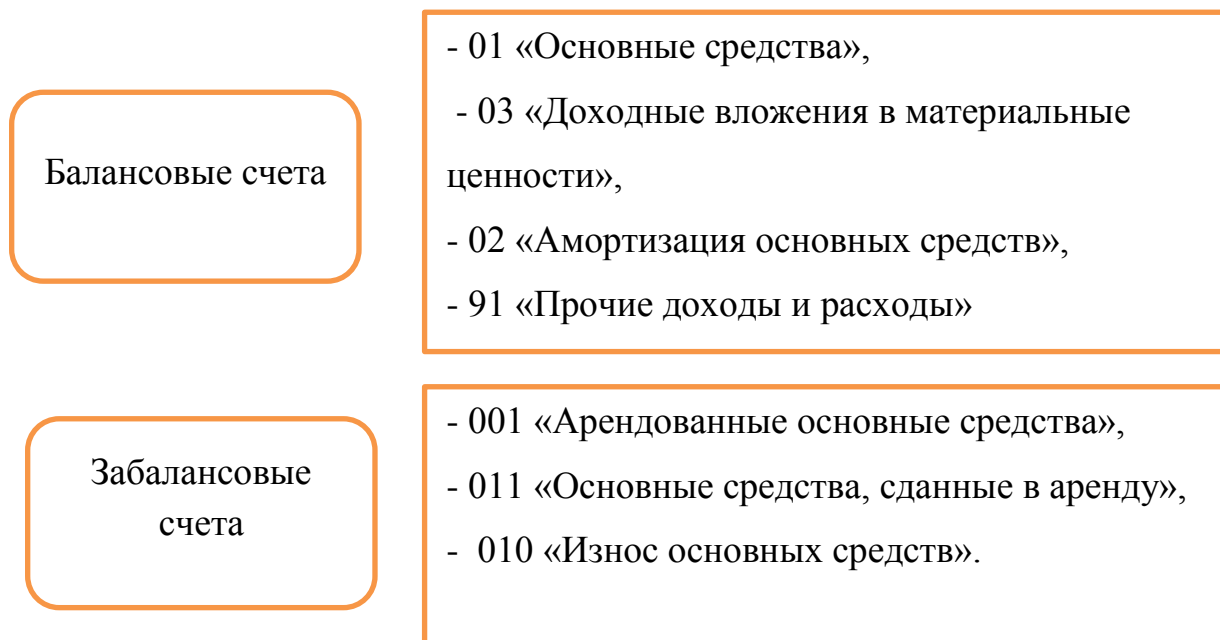 Балансовые счета
- 01 «Основные средства»,
- 03 «Доходные вложения в материальные
ценности»,
- 02 «Амортизация основных средств»,
- 91 «Прочие доходы и расходы»
Забалансовые
счета
- 001 «Арендованные основные средства»,
- 011 «Основные средства, сданные в аренду»,
- 010 «Износ основных средств».